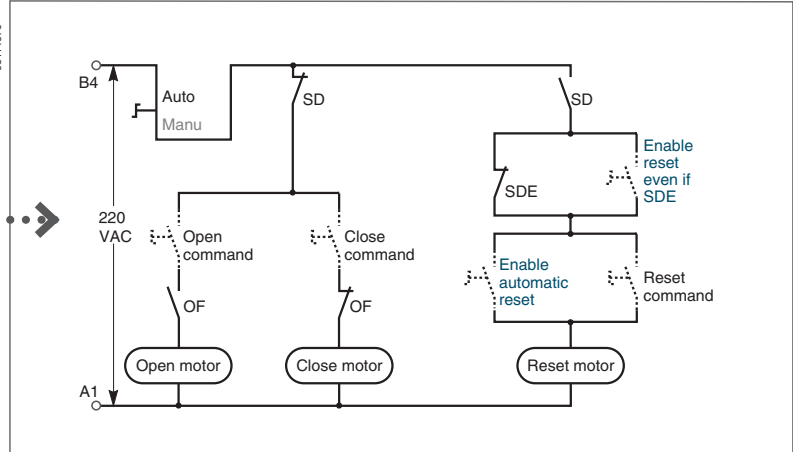 B4
Auto
Manu
SD
SD
Enable
reset
even if
SDE
SDE
220
VAC
Open
command
Close
command
Enable
automatic
reset
Reset
command
OF
OF
Open motor
Close motor
Reset motor
A1